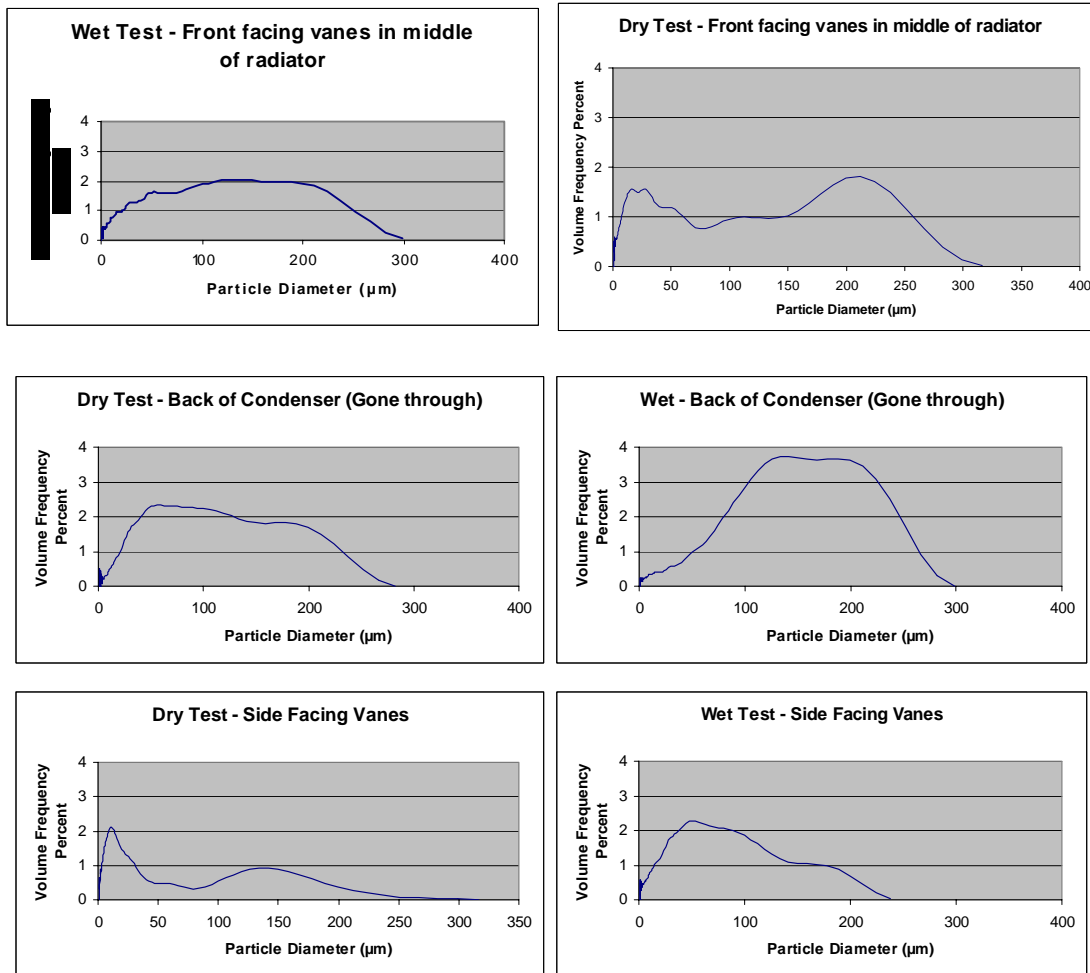 Wet Test - Front facing vanes in middle
of radiator
4
3
2
1
0
0 100 200 300 400
Particle Diameter (µm)
Dry Test - Front facing vanes in middle of radiator
Volume Frequency Percent
4
3
2
1
0
0 50 100 150 200 250 300 350 400
Particle Diameter (µm)
Dry Test - Back of Condenser (Gone through)
Volume Frequency
Percent
4
3
2
1
0
0 100 200 300 400
Particle Diameter (µm)
Wet - Back of Condenser (Gone through)
Volume Frequency
Percent
4
3
2
1
0
0 100 200 300 400
Particle Diameter (µm)
Dry Test - Side Facing Vanes
Volume Frequency
Percent
4
3
2
1
0
0 50 100 150 200 250 300 350
Particle Diameter (µm)
Wet Test - Side Facing Vanes
Volume Frequency
Percent
4
3
2
1
0
0 100 200 300 400
Particle Diameter (µm)